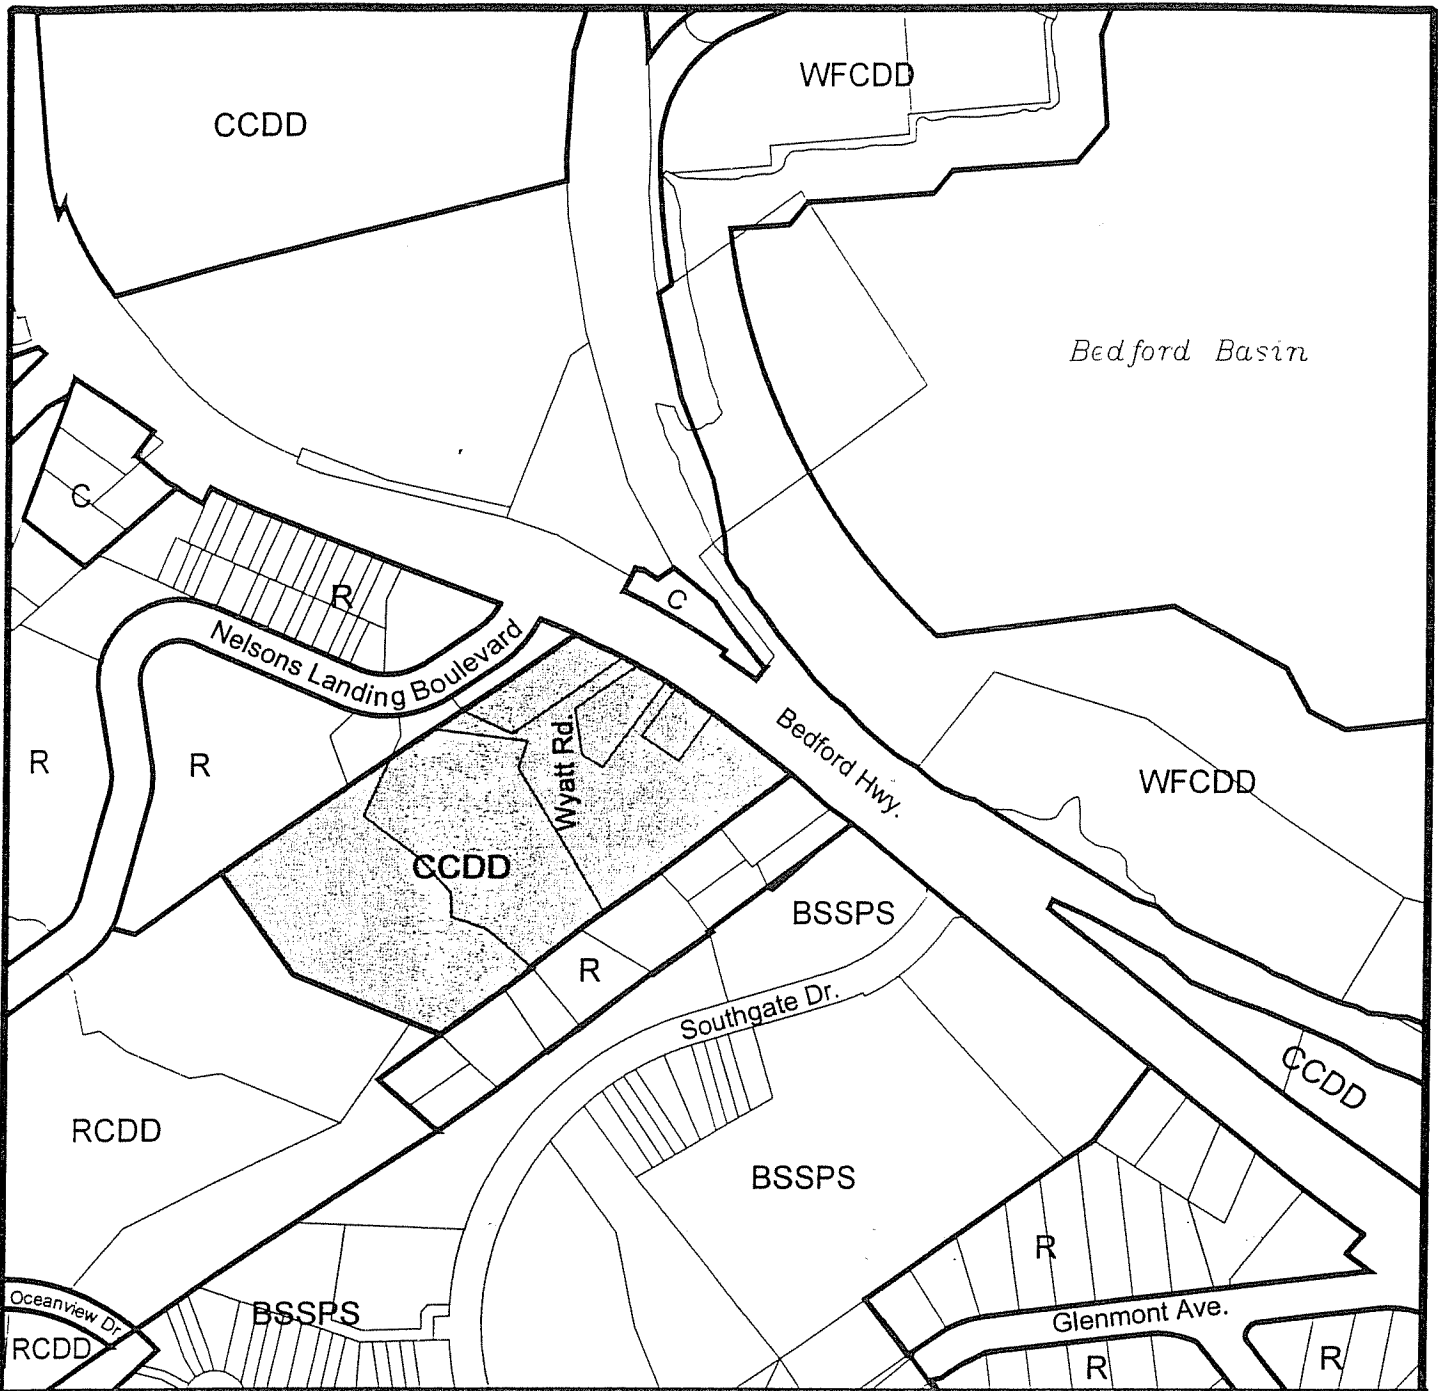 WFCDD
CCDD
Bedford Basin
C
R
C
Nelsons Landing Boulevard
Wyatt Rd.
Bedford Hwy.
R
R
WFCDD
CCDD
BSSPS
R
Southgate Dr.
CCDD
RCDD
BSSPS
R
Oceanview Dr
BSSPS
Glenmont Ave.
RCDD
R
R